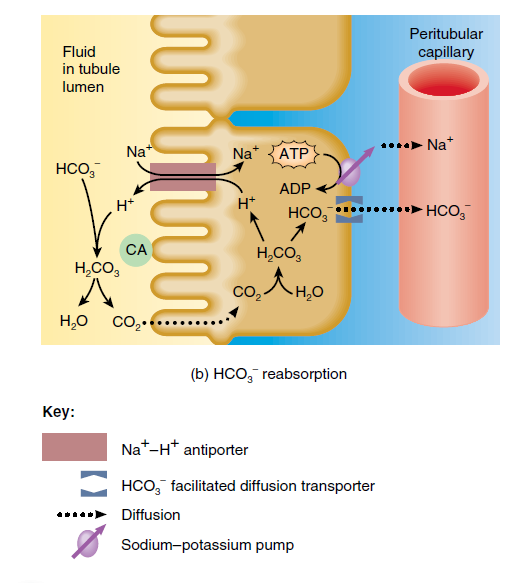 Fluid
in tubule
lumen
Peritubular
capillary
Na⁺
Na⁺
ATP
Na⁺
HCO₃⁻
ADP
H⁺
H⁺
HCO₃⁻
HCO₃⁻
CA
H₂CO₃
H₂CO₃
CO₂
H₂O
H₂O
CO₂
(b) HCO₃⁻ reabsorption
Key:
Na⁺–H⁺ antiporter
HCO₃⁻ facilitated diffusion transporter
Diffusion
Sodium–potassium pump